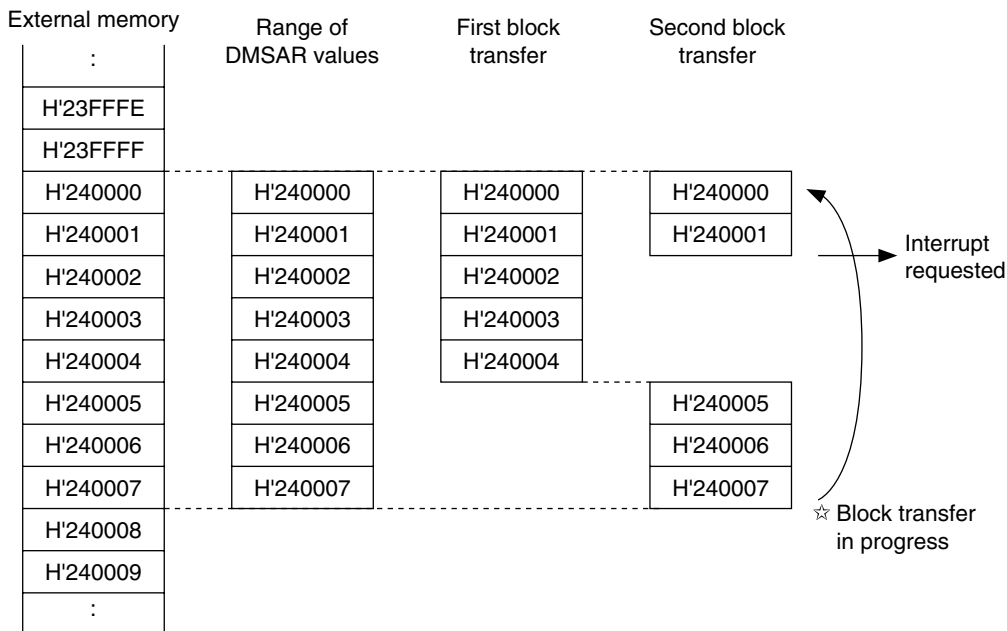 External memory
Range of
DMSAR values
First block
transfer
Second block
transfer
:
H'23FFFE
H'23FFFF
H'240000 H'240000 H'240000 H'240000
H'240001 H'240001 H'240001 H'240001
Interrupt
requested
H'240002 H'240002 H'240002
H'240003 H'240003 H'240003
H'240004 H'240004 H'240004
H'240005 H'240005 H'240005
H'240006 H'240006 H'240006
H'240007 H'240007 H'240007
☆ Block transfer
in progress
H'240008
H'240009
: